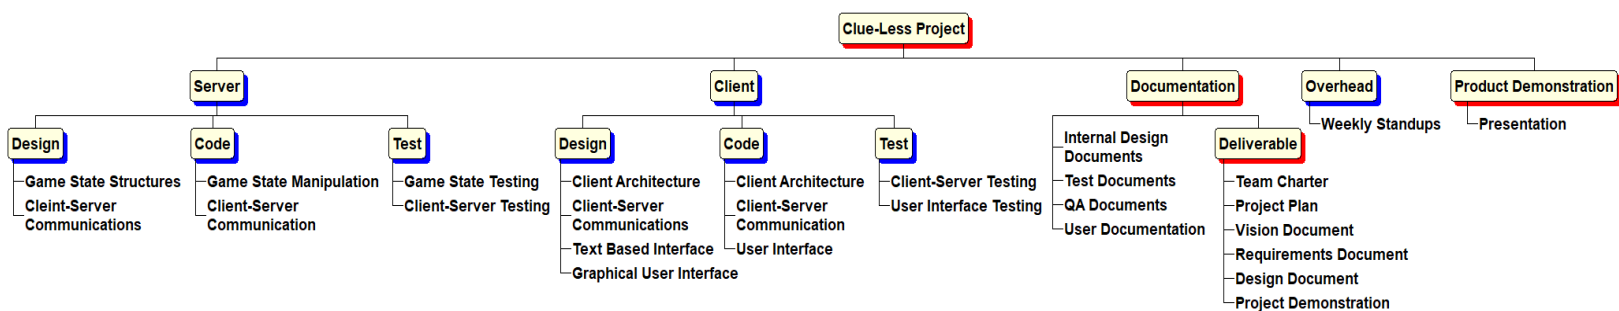 Clue-Less Project
Server
Client
Documentation
Overhead
Product Demonstration
Design
Code
Test
Design
Code
Test
Internal Design
Documents
Test Documents
QA Documents
User Documentation
Deliverable
Weekly Standups
Presentation
Game State Structures
Cleint-Server
Communications
Game State Manipulation
Client-Server
Communication
Game State Testing
Client-Server Testing
Client Architecture
Client-Server
Communications
Text Based Interface
Graphical User Interface
Client Architecture
Client-Server
Communication
User Interface
Client-Server Testing
User Interface Testing
Team Charter
Project Plan
Vision Document
Requirements Document
Design Document
Project Demonstration